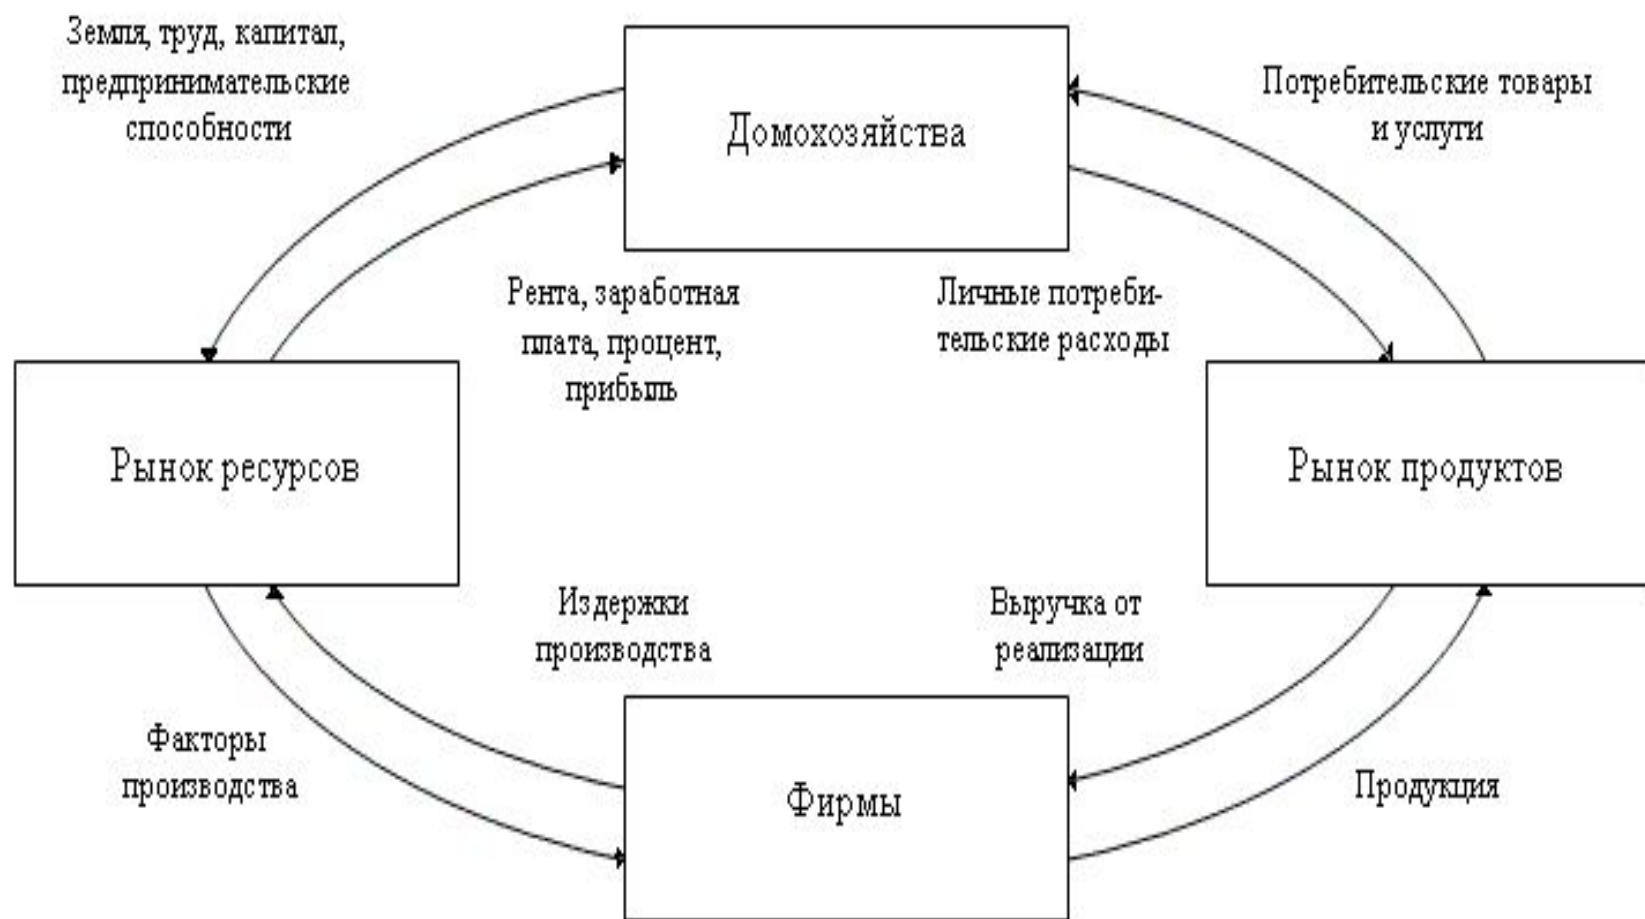 Земля, труд, капитал,
предпринимательские
способности
Домохозяйства
Потребительские товары
и услуги
Рента, заработная
плата, процент,
прибыль
Личные потреби-
тельские расходы
Рынок ресурсов
Рынок продуктов
Издержки
производства
Выручка от
реализации
Факторы
производства
Фирмы
Продукция